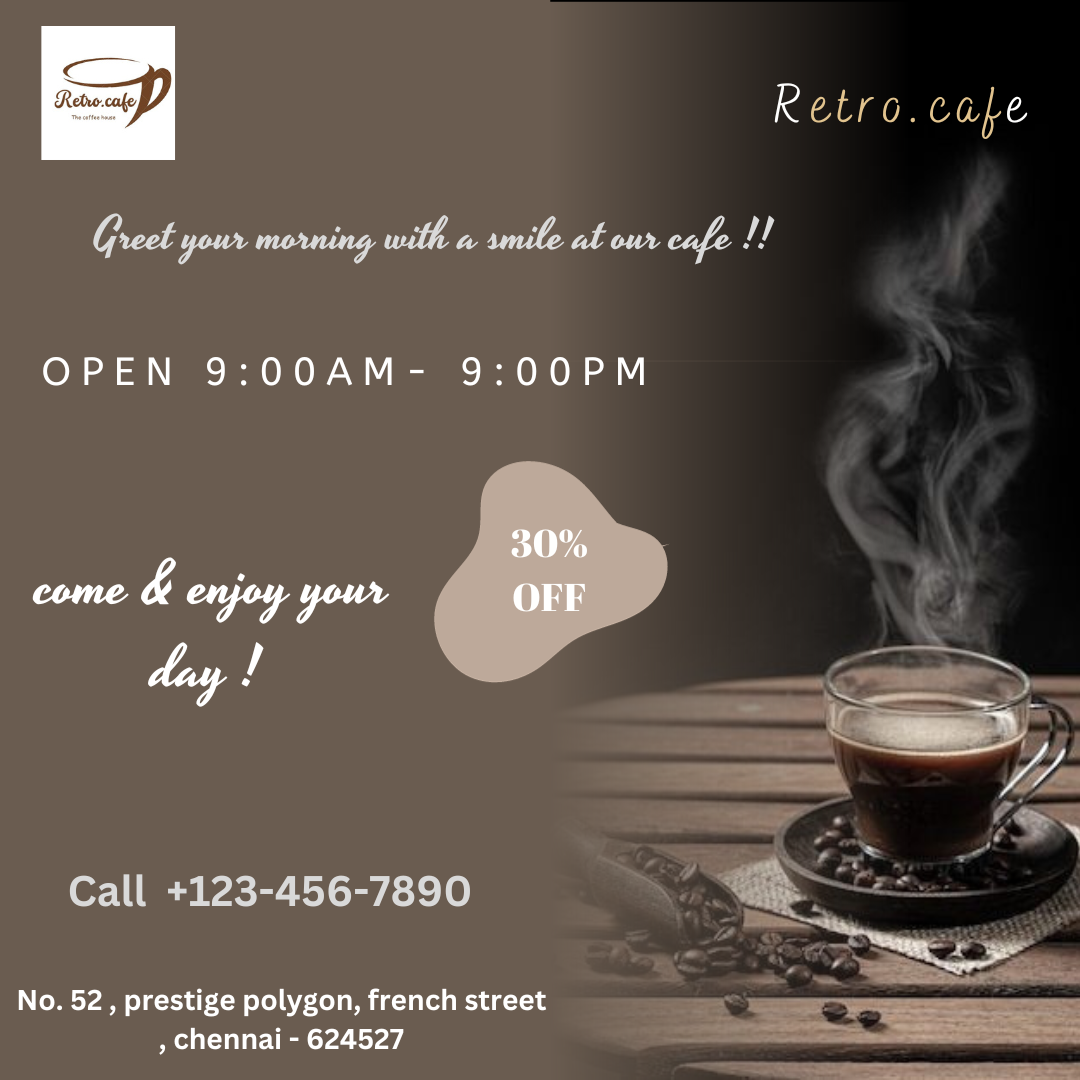 Retro.cafe
The coffee house
Retro.cafe
Greet your morning with a smile at our cafe !!
OPEN 9:00AM- 9:00PM
30%
OFF
come & enjoy your
day !
Call +123-456-7890
No. 52 , prestige polygon, french street
, chennai - 624527